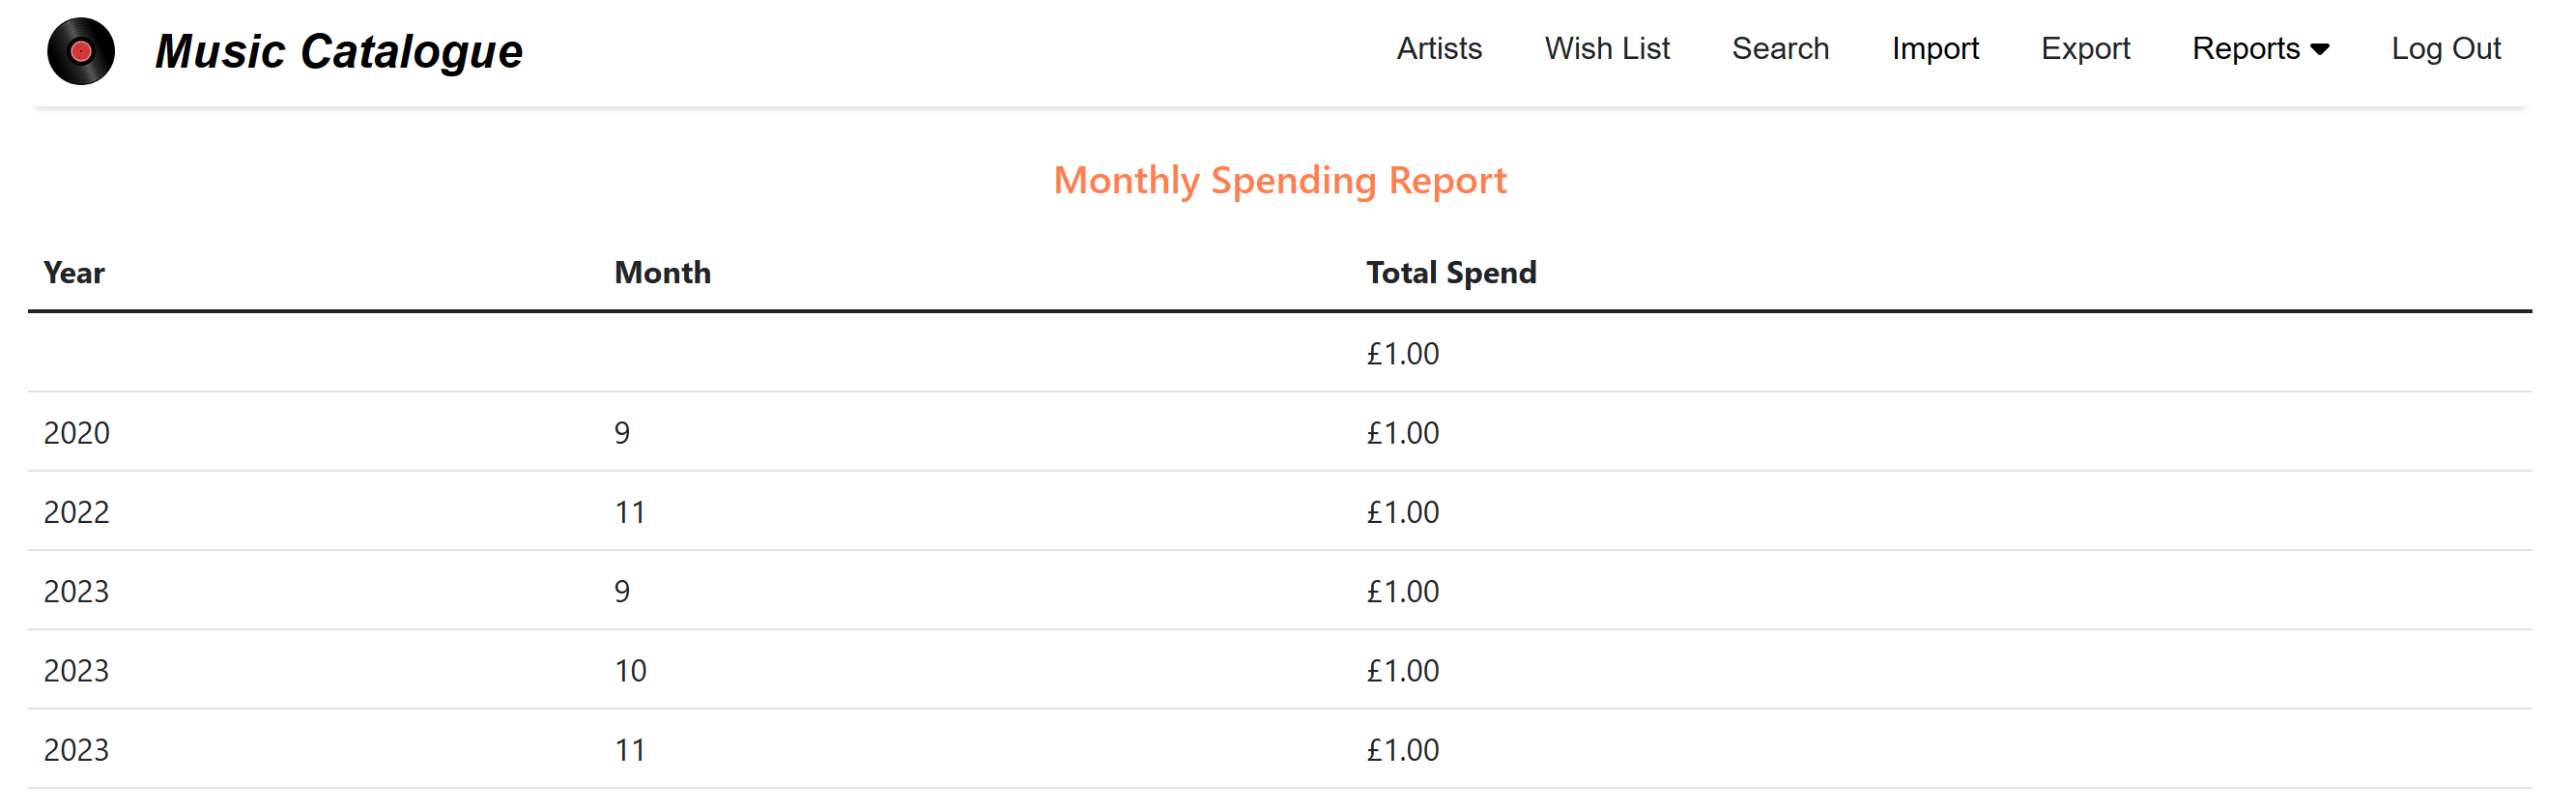 Music Catalogue Artists Wish List Search Import Export Reports Log Out
Monthly Spending Report
Year Month Total Spend
£1.00
2020 9 £1.00
2022 11 £1.00
2023 9 £1.00
2023 10 £1.00
2023 11 £1.00